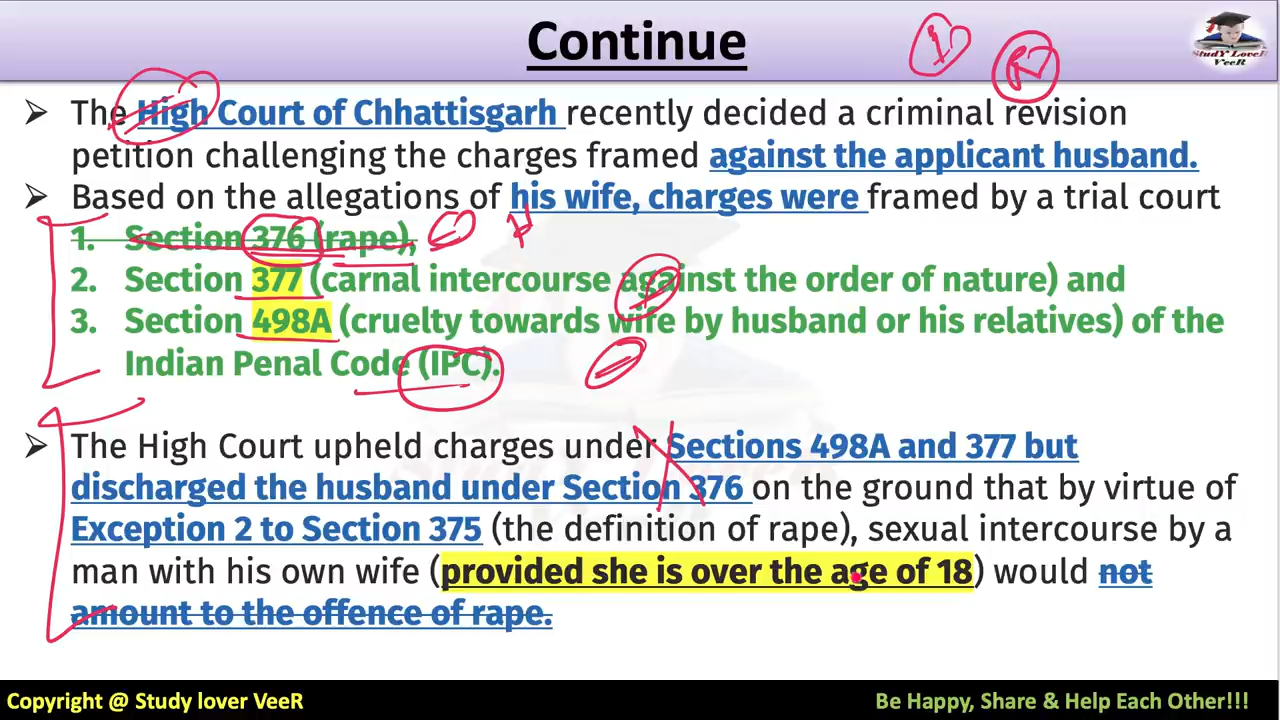 Continue
StudY LoveR
VeeR
➢ The High Court of Chhattisgarh recently decided a criminal revision
petition challenging the charges framed against the applicant husband.
➢ Based on the allegations of his wife, charges were framed by a trial court
1. Section 376 (rape),
2. Section 377 (carnal intercourse against the order of nature) and
3. Section 498A (cruelty towards wife by husband or his relatives) of the
Indian Penal Code (IPC).
➢ The High Court upheld charges under Sections 498A and 377 but
discharged the husband under Section 376 on the ground that by virtue of
Exception 2 to Section 375 (the definition of rape), sexual intercourse by a
man with his own wife (provided she is over the age of 18) would not
amount to the offence of rape.
Copyright @ Study lover VeeR
Be Happy, Share & Help Each Other!!!